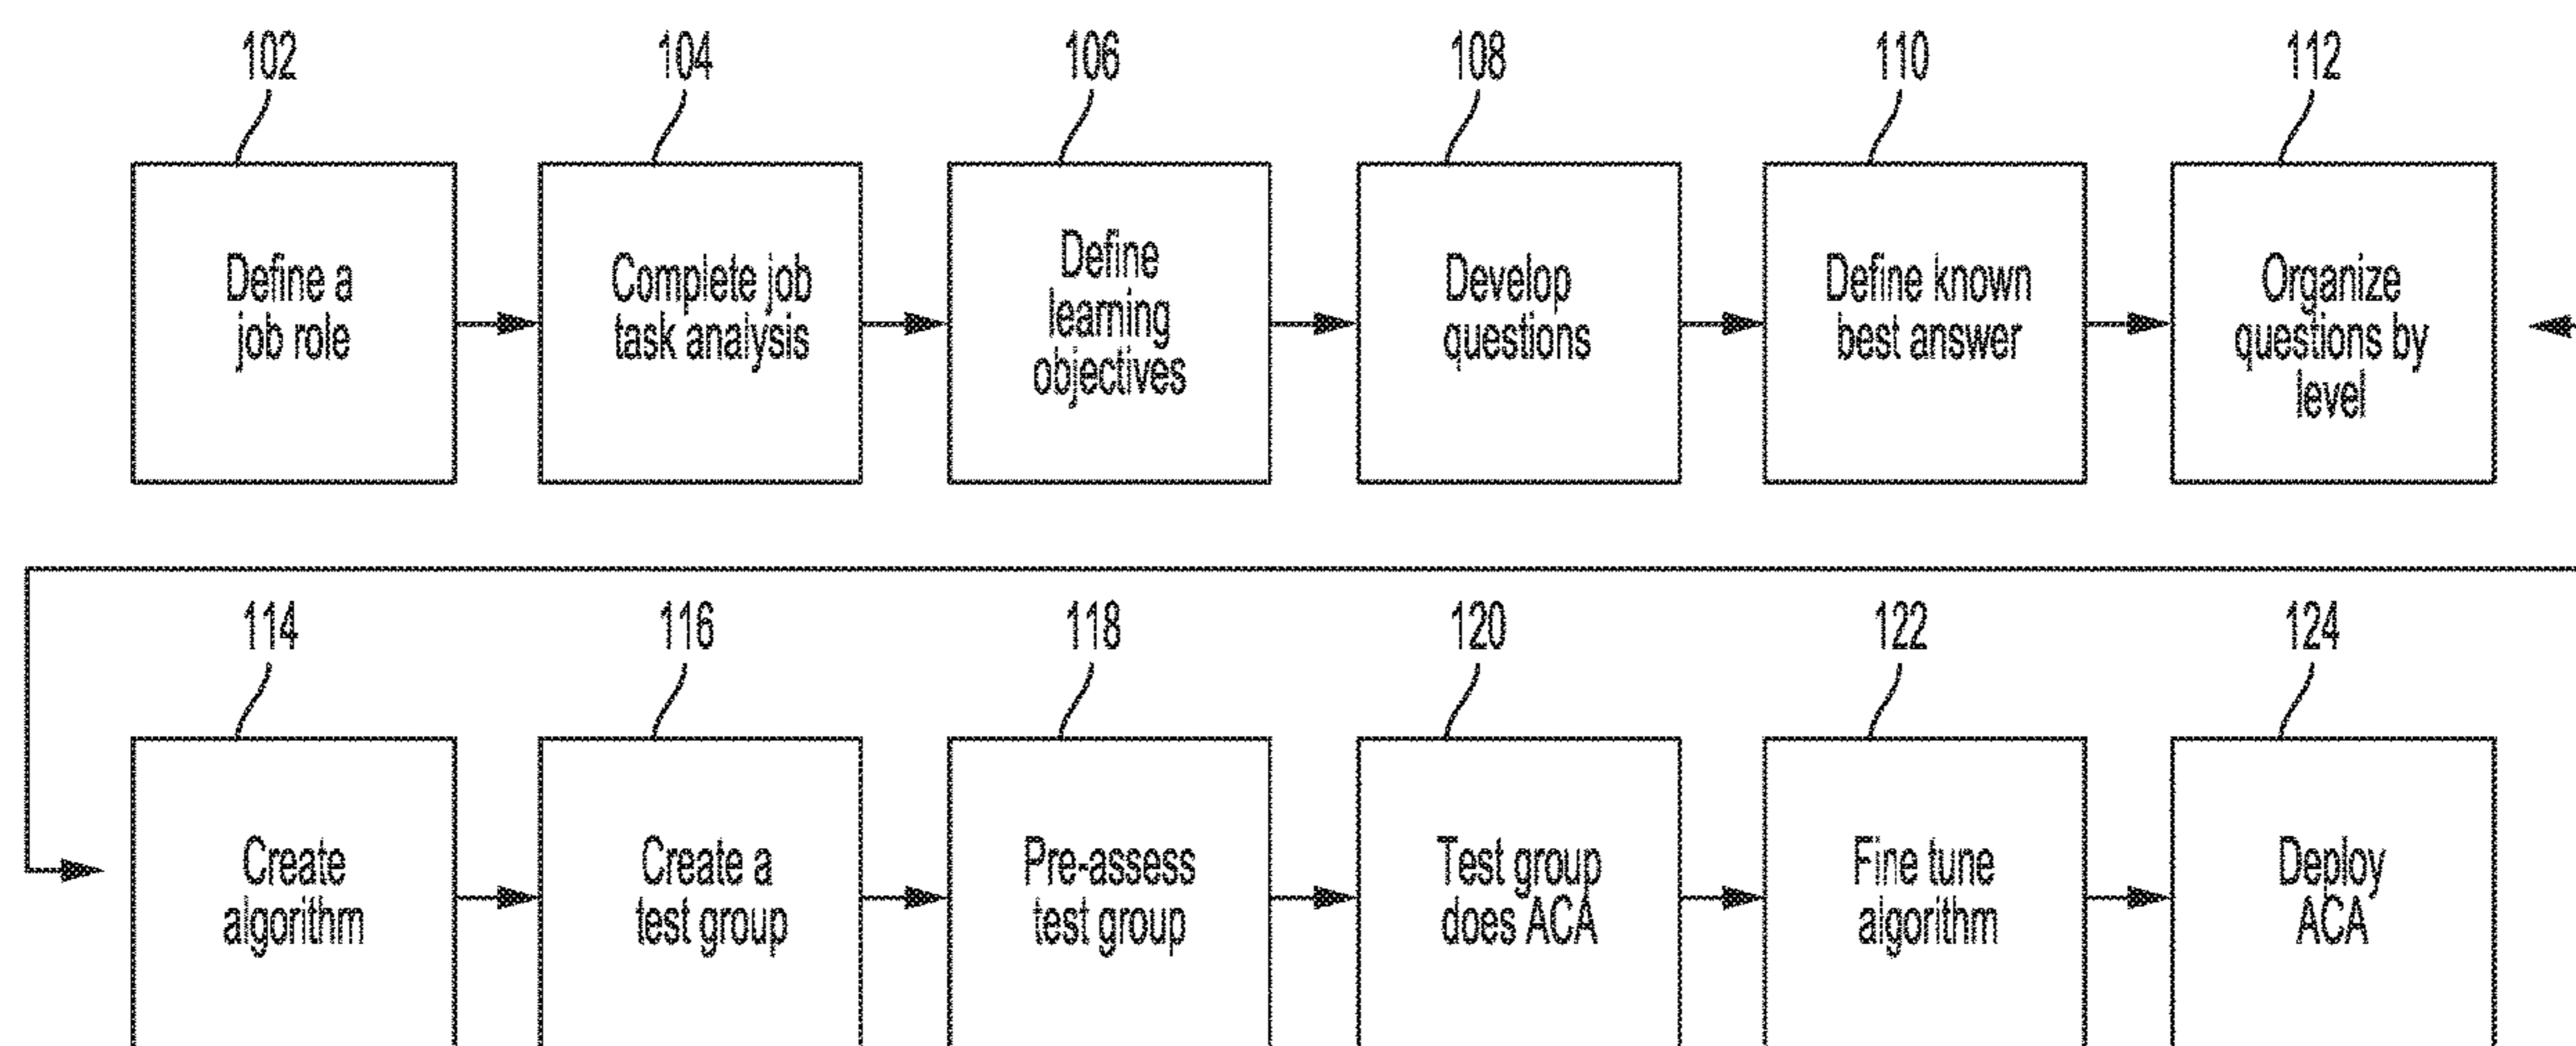 102
104
106
108
110
112
Define a
job role
Complete job
task analysis
Define
learning
objectives
Develop
questions
Define known
best answer
Organize
questions by
level
114
116
118
120
122
124
Create
algorithm
Create a
test group
Pre-assess
test group
Test group
does ACA
Fine tune
algorithm
Deploy
ACA